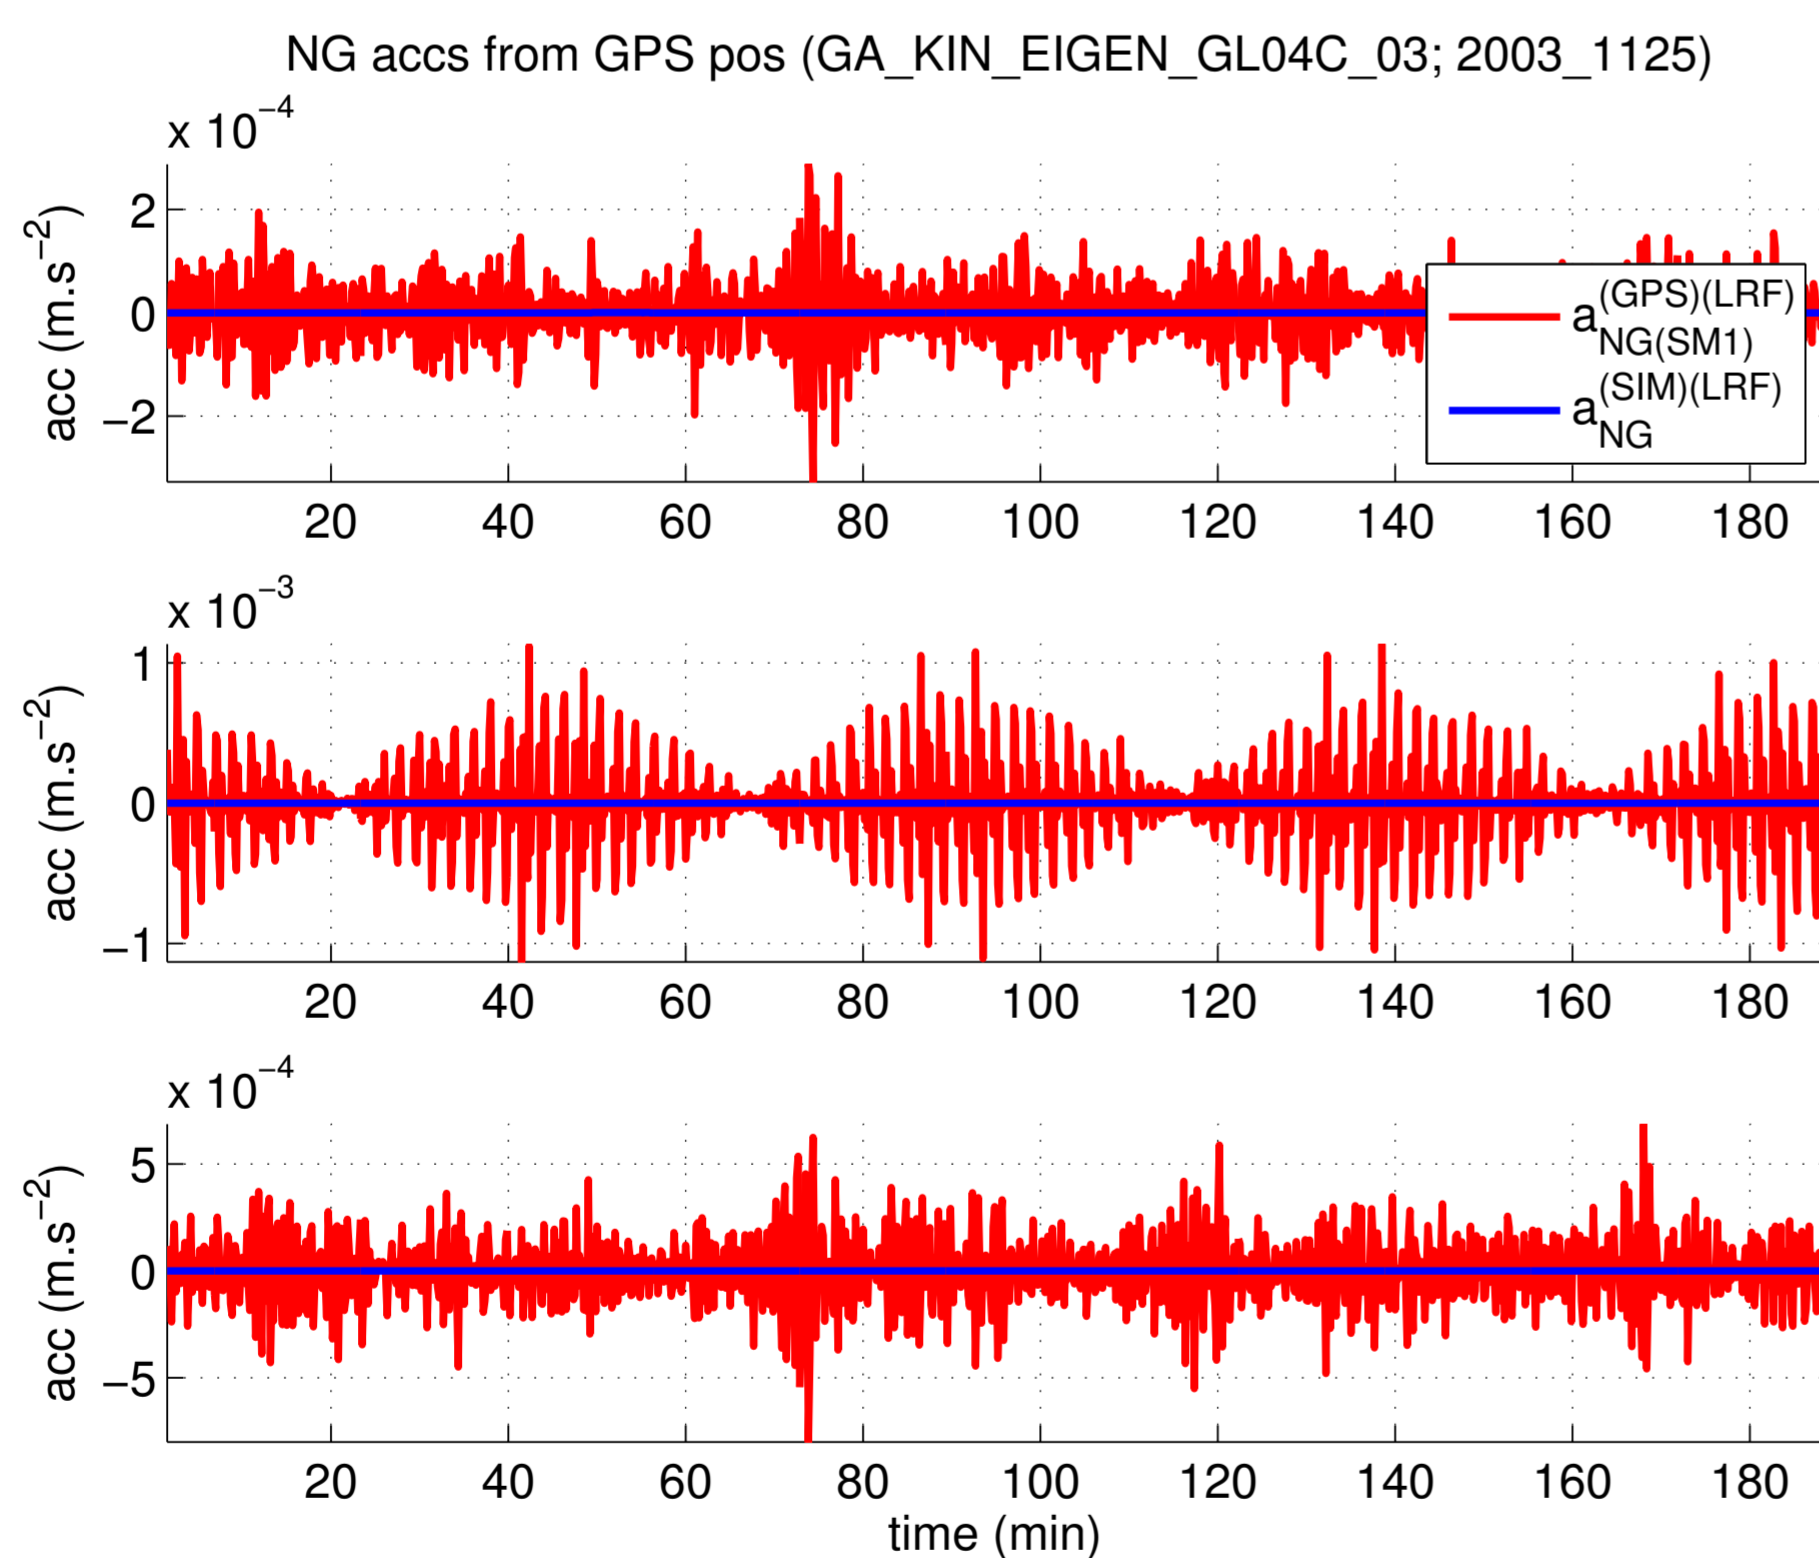 NG accs from GPS pos (GA_KIN_EIGEN_GL04C_03; 2003_1125)
x 10−4
acc (m.s−2)
2
0
−2
a(GPS)(LRF)NG(SM1)
a(SIM)(LRF)NG
20 40 60 80 100 120 140 160 180
x 10−3
acc (m.s−2)
1
0
−1
20 40 60 80 100 120 140 160 180
x 10−4
acc (m.s−2)
5
0
−5
20 40 60 80 100 120 140 160 180
time (min)